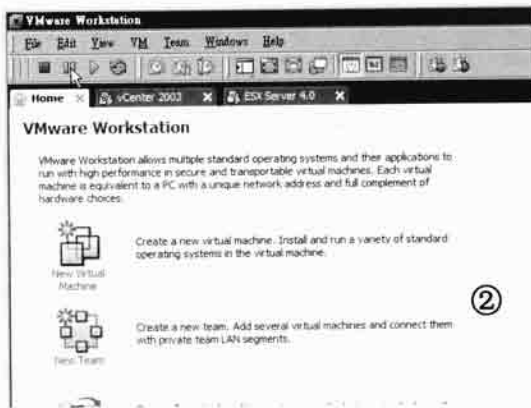 VMware Workstation
File Edit View VM Team Windows Help
Home vCenter 2003 ESX Server 4.0
VMware Workstation
VMware Workstation allows multiple standard operating systems and their applications to
run with high performance in secure and transportable virtual machines. Each virtual
machine is equivalent to a PC with a unique network address and full complement of
hardware choices.
New Virtual
Machine
Create a new virtual machine. Install and run a variety of standard
operating systems in the virtual machine.
②
New Team
Create a new team. Add several virtual machines and connect them
with private team LAN segments.